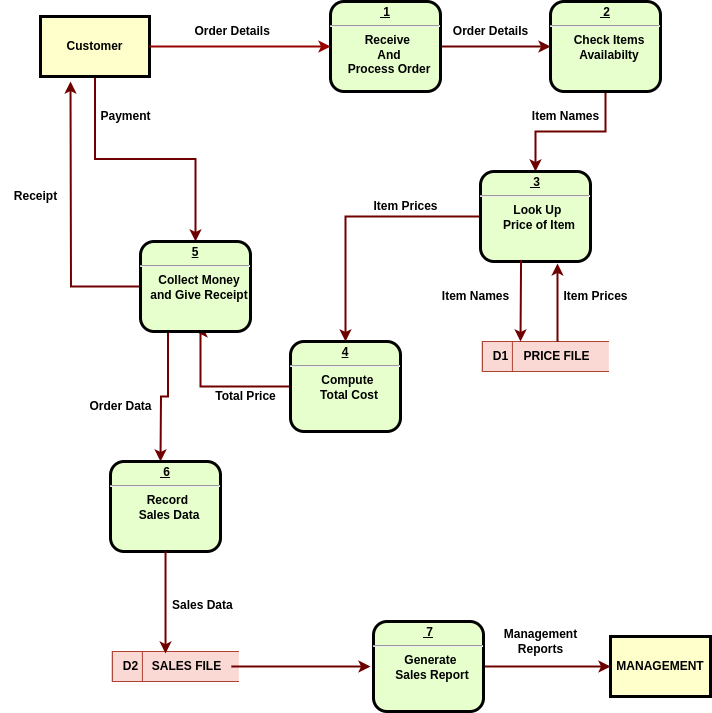 1
2
Order Details
Order Details
Customer
Receive
And
Process Order
Check Items
Availabilty
Payment
Item Names
3
Receipt
Item Prices
Look Up
Price of Item
5
Collect Money
and Give Receipt
Item Names
Item Prices
4
D1 PRICE FILE
Compute
Total Cost
Total Price
Order Data
6
Record
Sales Data
Sales Data
7
Management
Reports
D2 SALES FILE
Generate
Sales Report
MANAGEMENT